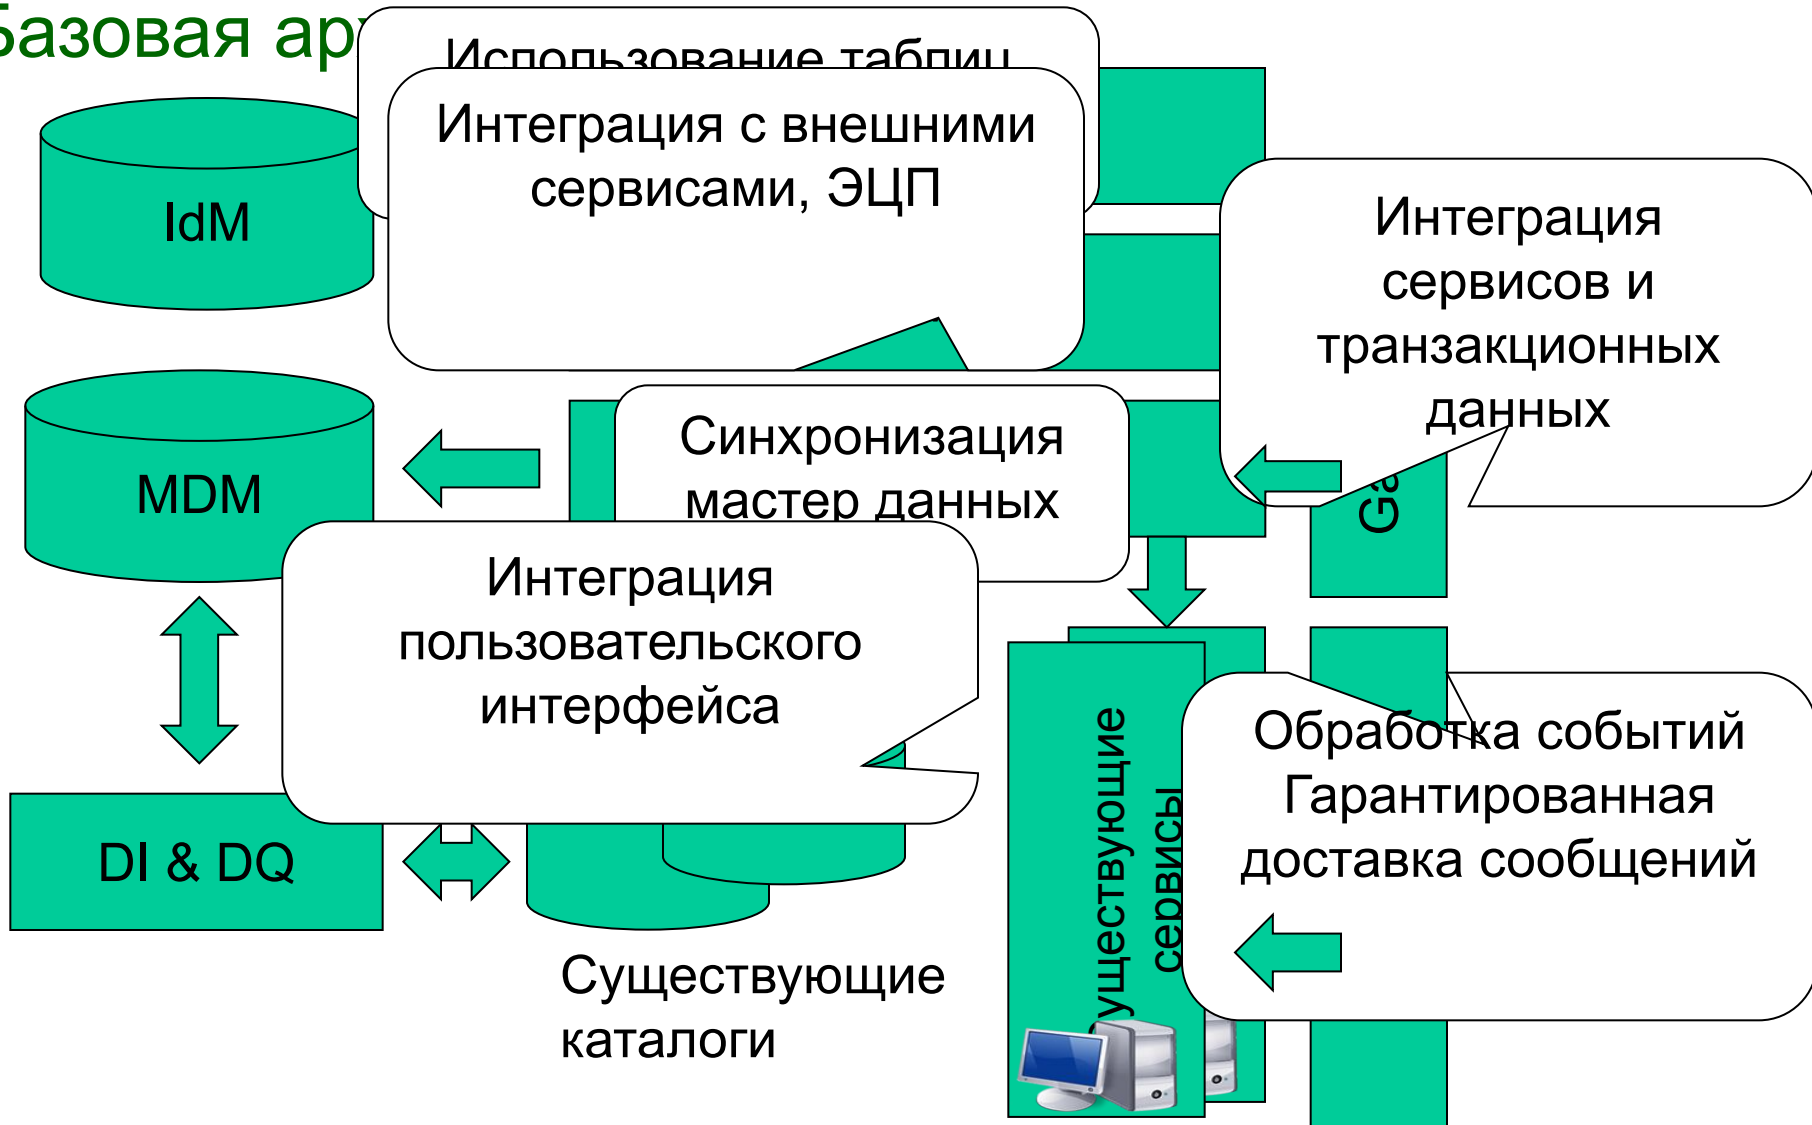 Базовая ар
Использование таблиц
Интеграция с внешними
сервисами, ЭЦП
IdM
Интеграция
сервисов и
транзакционных
данных
MDM
Синхронизация
мастер данных
Ga
Интеграция
пользовательского
интерфейса
Обработка событий
Гарантированная
доставка сообщений
существующие
сервисы
DI & DQ
Существующие
каталоги